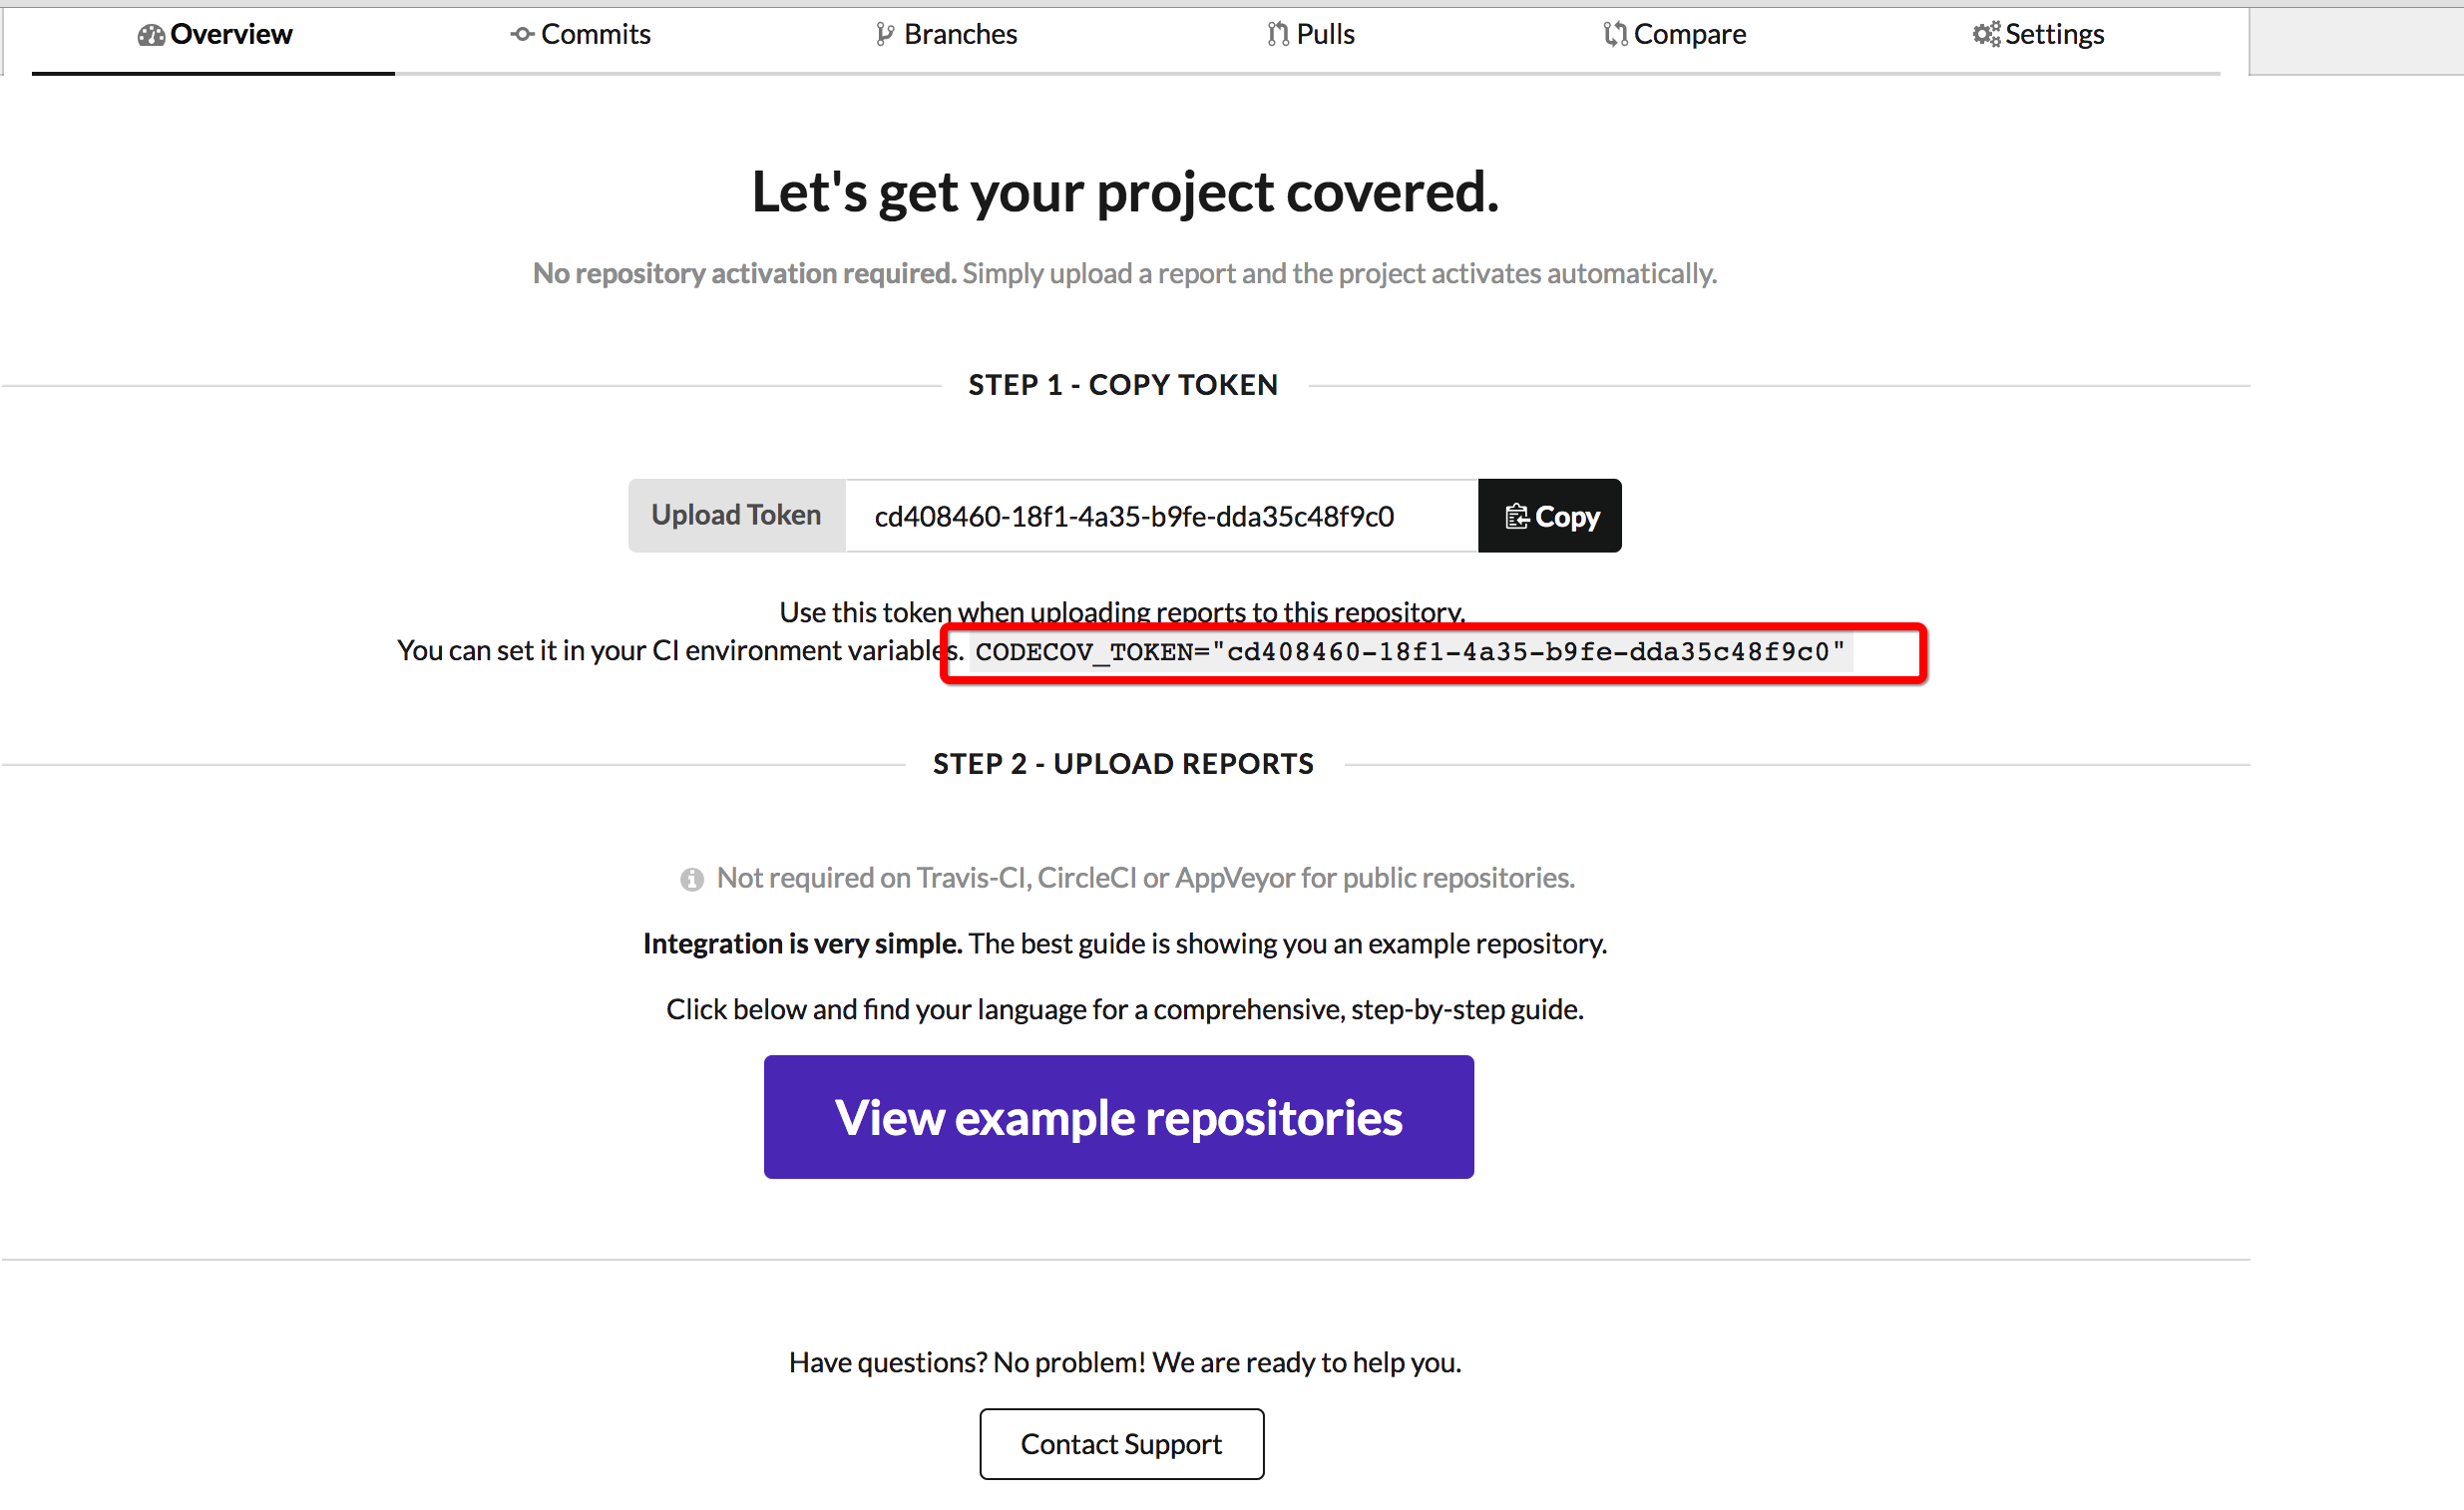 Overview Commits Branches Pulls Compare Settings
Let's get your project covered.
No repository activation required. Simply upload a report and the project activates automatically.
STEP 1 - COPY TOKEN
Upload Token cd408460-18f1-4a35-b9fe-dda35c48f9c0 Copy
Use this token when uploading reports to this repository.
You can set it in your CI environment variables. CODECOV_TOKEN="cd408460-18f1-4a35-b9fe-dda35c48f9c0"
STEP 2 - UPLOAD REPORTS
Not required on Travis-CI, CircleCI or AppVeyor for public repositories.
Integration is very simple. The best guide is showing you an example repository.
Click below and find your language for a comprehensive, step-by-step guide.
View example repositories
Have questions? No problem! We are ready to help you.
Contact Support